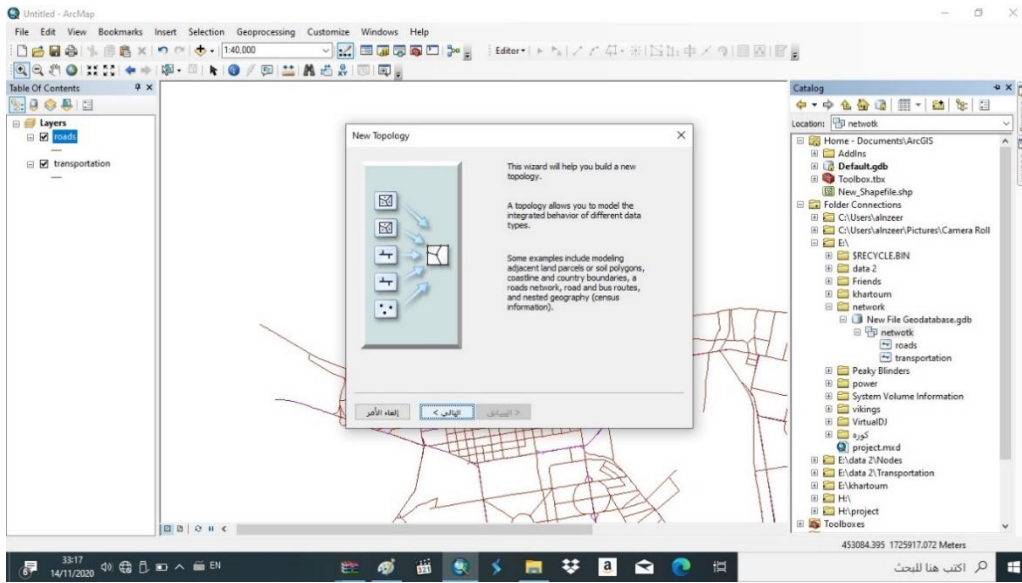 Untitled - ArcMap
File Edit View Bookmarks Insert Selection Geoprocessing Customize Windows Help
1:40,000
Editor
Table Of Contents
Layers
roads
transportation
New Topology
This wizard will help you build a new
topology.
A topology allows you to model the
integrated behavior of different data
types.
Some examples include modeling
adjacent land parcels or soil polygons,
coastline and country boundaries, a
roads network, road and bus routes,
and nested geography (census
information).
إلغاء الأمر
التالي >
< السابق
Catalog
Location: netwotk
Home - Documents\ArcGIS
AddIns
Default.gdb
Toolbox.tbx
New_Shapefile.shp
Folder Connections
C:\Users\alnzeer
C:\Users\alnzeer\Pictures\Camera Roll
E:\
$RECYCLE.BIN
data 2
Friends
khartoum
network
New File Geodatabase.gdb
netwotk
roads
transportation
Peaky Blinders
power
System Volume Information
vikings
VirtualDJ
كوره
project.mxd
E:\data 2\Nodes
E:\data 2\Transportation
E:\khartoum
H:\
H:\project
Toolboxes
453084.395 1725917.072 Meters
33:17
14/11/2020
EN
اكتب هنا للبحث